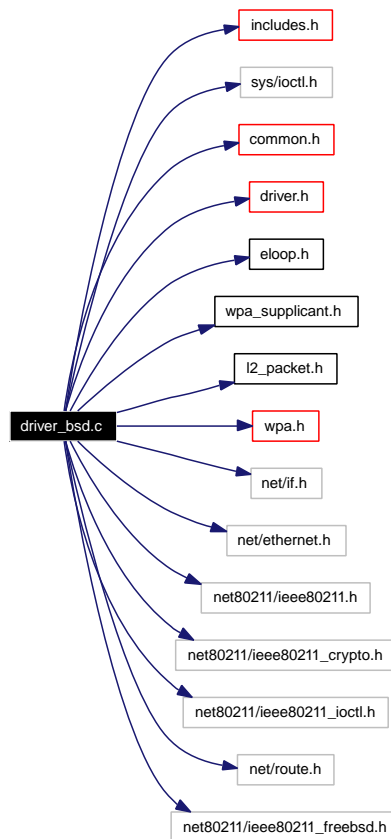 includes.h
sys/ioctl.h
common.h
driver.h
eloop.h
wpa_supplicant.h
l2_packet.h
driver_bsd.c
wpa.h
net/if.h
net/ethernet.h
net80211/ieee80211.h
net80211/ieee80211_crypto.h
net80211/ieee80211_ioctl.h
net/route.h
net80211/ieee80211_freebsd.h